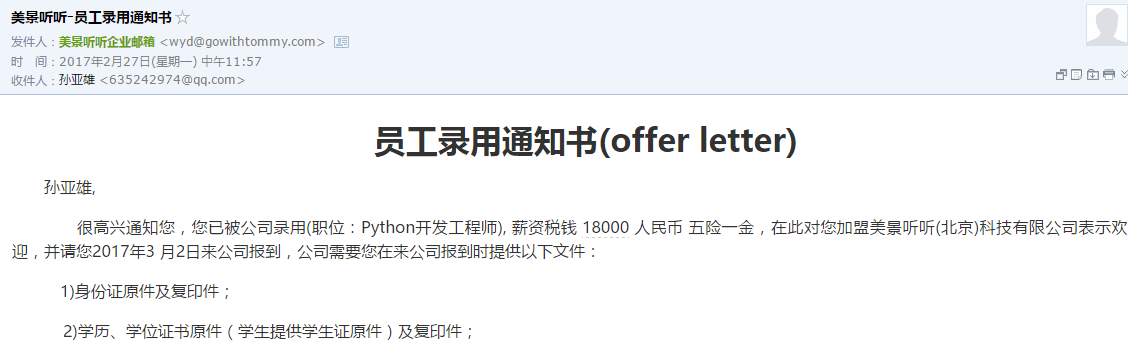 美景听听-员工录用通知书☆
发件人：美景听听企业邮箱 <wyd@gowithtommy.com>
时　间：2017年2月27日(星期一) 中午11:57
收件人：孙亚雄 <635242974@qq.com>
员工录用通知书(offer letter)
孙亚雄,
很高兴通知您，您已被公司录用(职位：Python开发工程师), 薪资税钱 18000 人民币 五险一金，在此对您加盟美景听听(北京)科技有限公司表示欢
迎，并请您2017年3 月2日来公司报到，公司需要您在来公司报到时提供以下文件：
1)身份证原件及复印件；
2)学历、学位证书原件（学生提供学生证原件）及复印件；